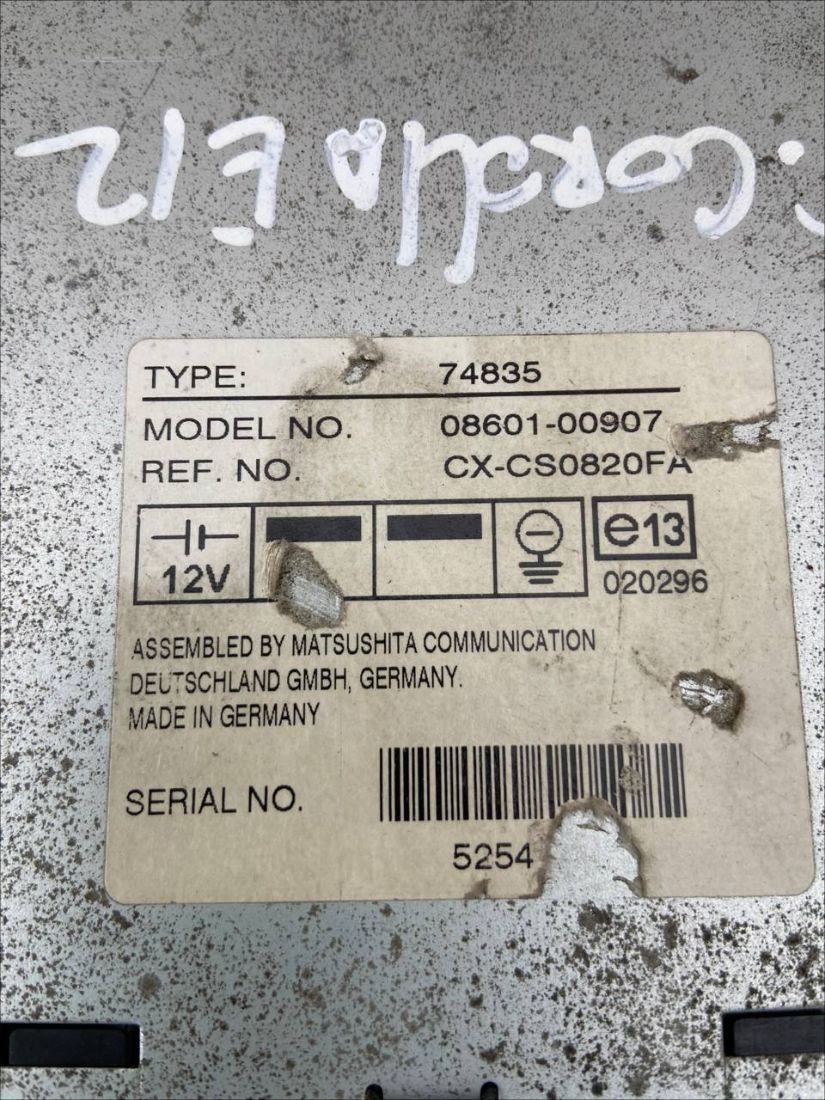 COROLLA E12
TYPE: 74835
MODEL NO. 08601-00907
REF. NO. CX-CS0820FA
12V e13
020296
ASSEMBLED BY MATSUSHITA COMMUNICATION
DEUTSCHLAND GMBH, GERMANY.
MADE IN GERMANY
SERIAL NO.
5254